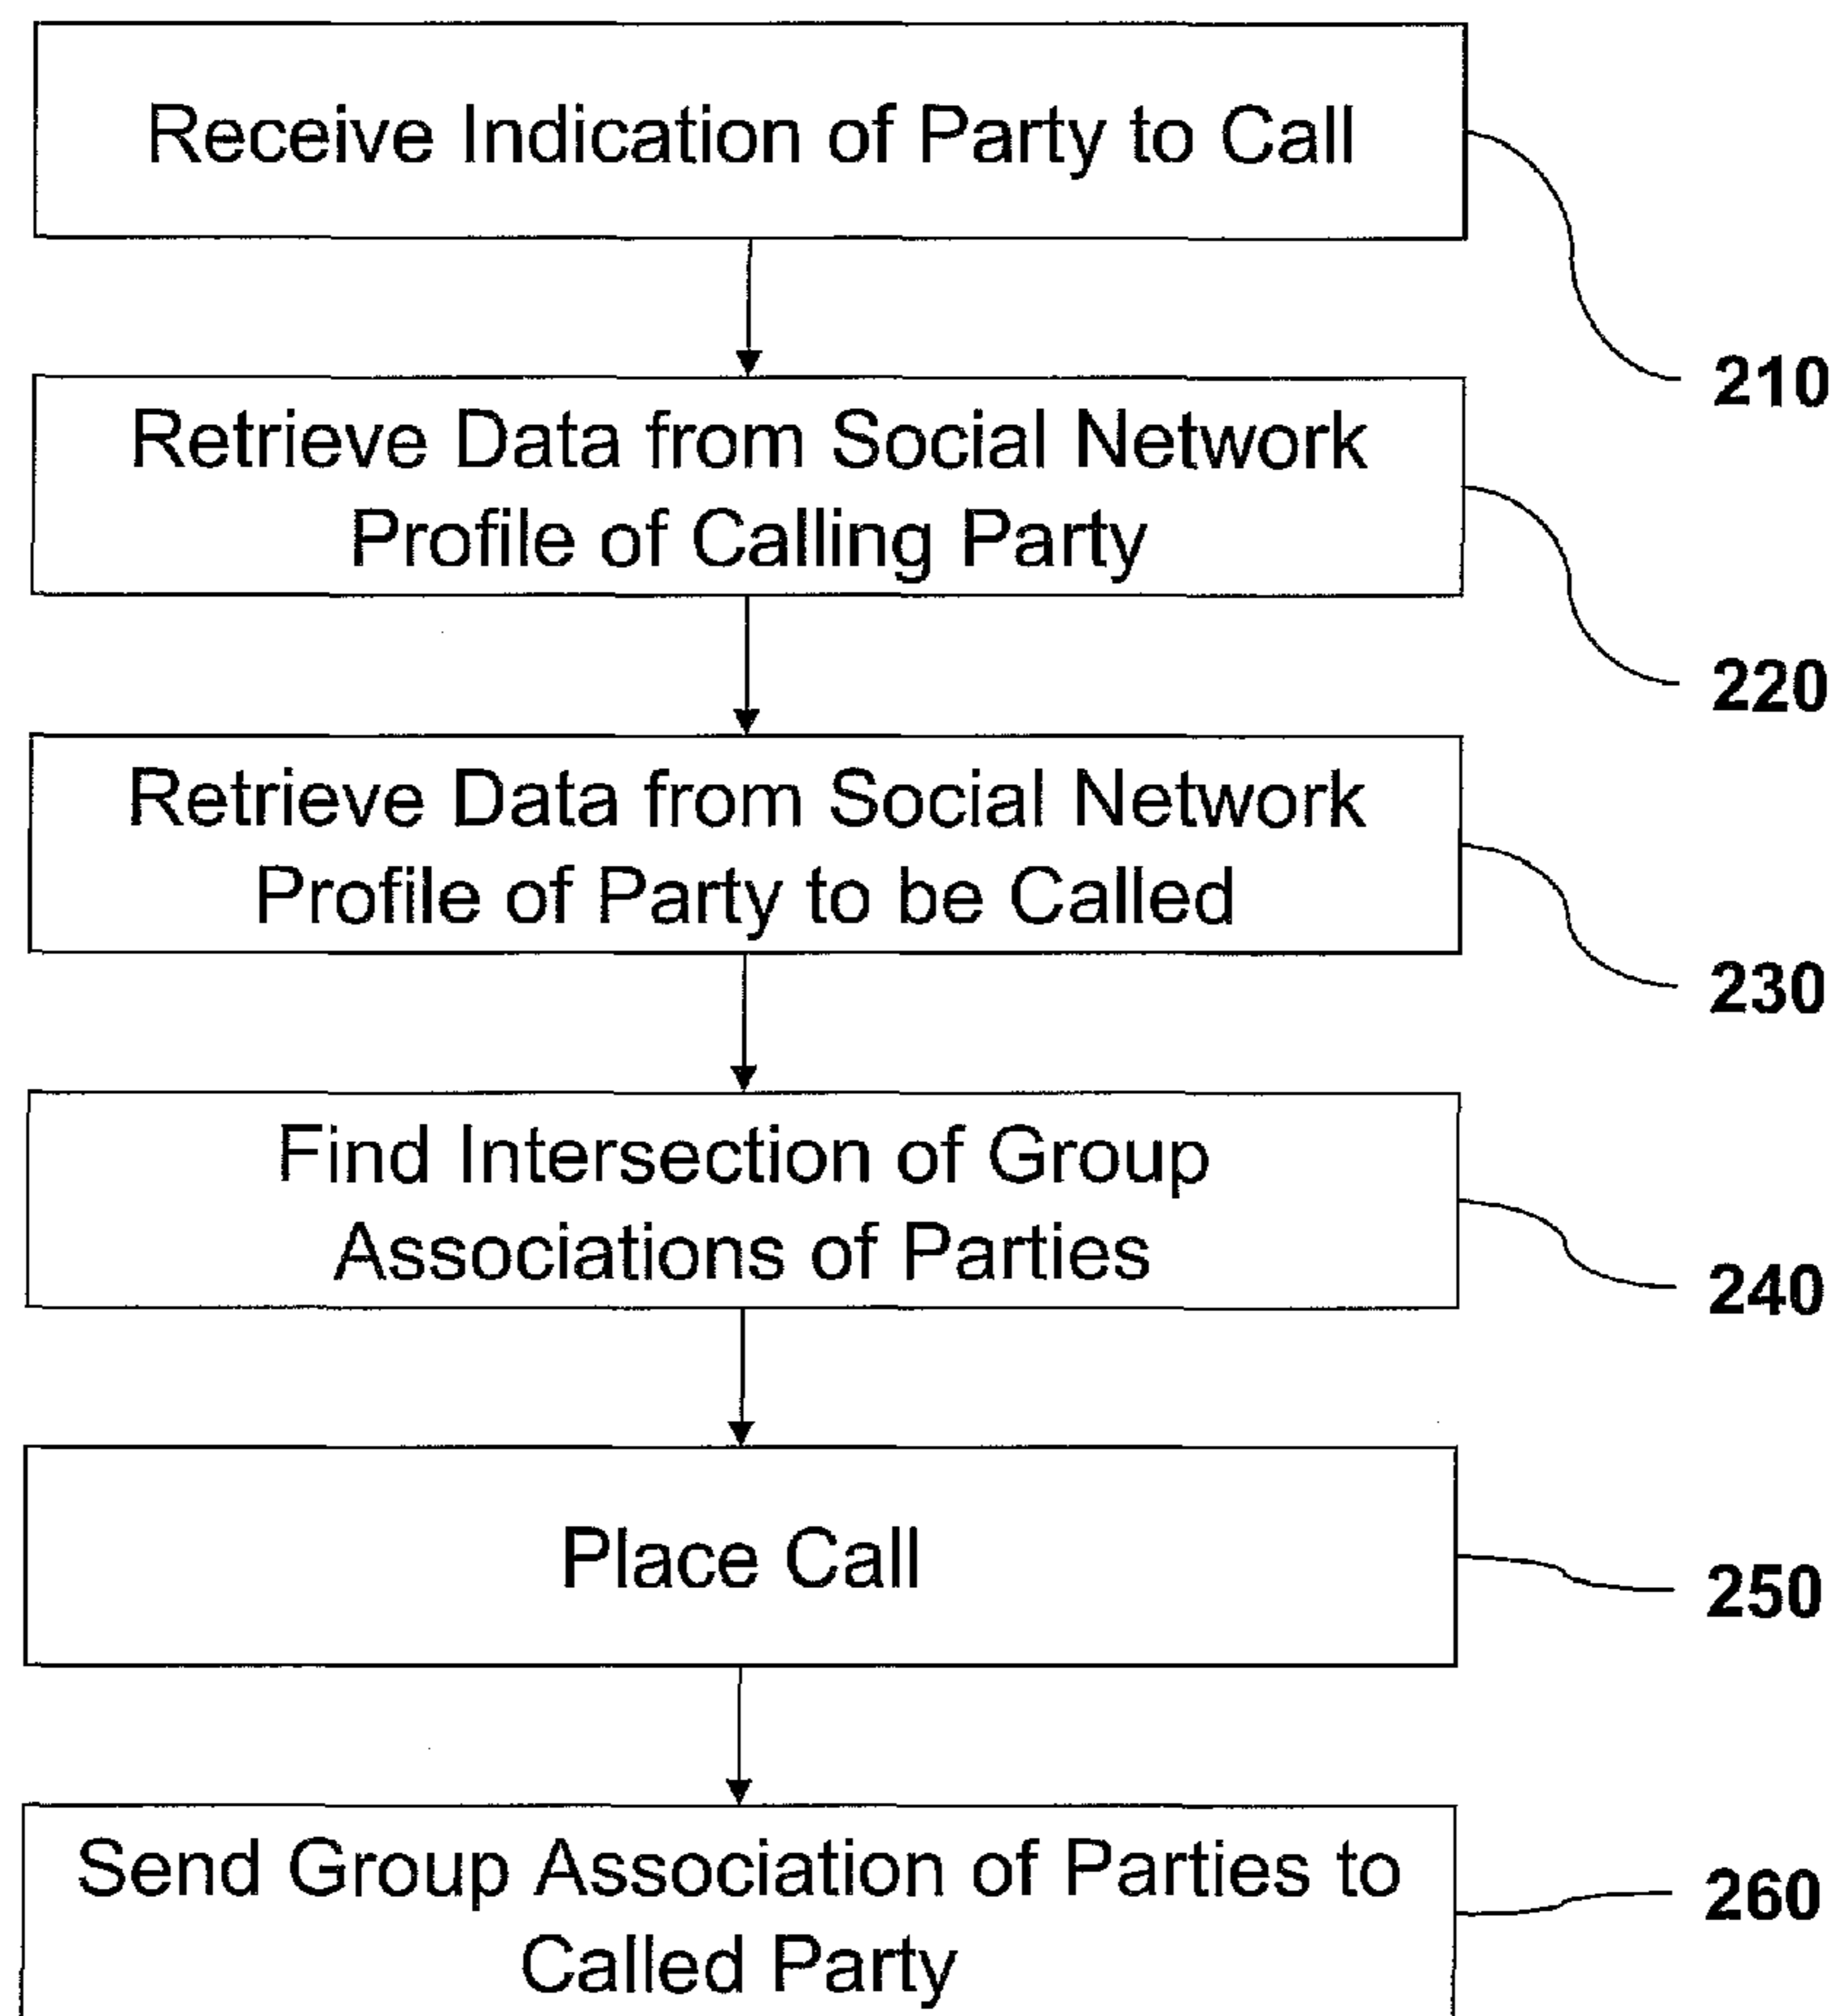 Receive Indication of Party to Call
210
Retrieve Data from Social Network
Profile of Calling Party
220
Retrieve Data from Social Network
Profile of Party to be Called
230
Find Intersection of Group
Associations of Parties
240
Place Call
250
Send Group Association of Parties to
Called Party
260